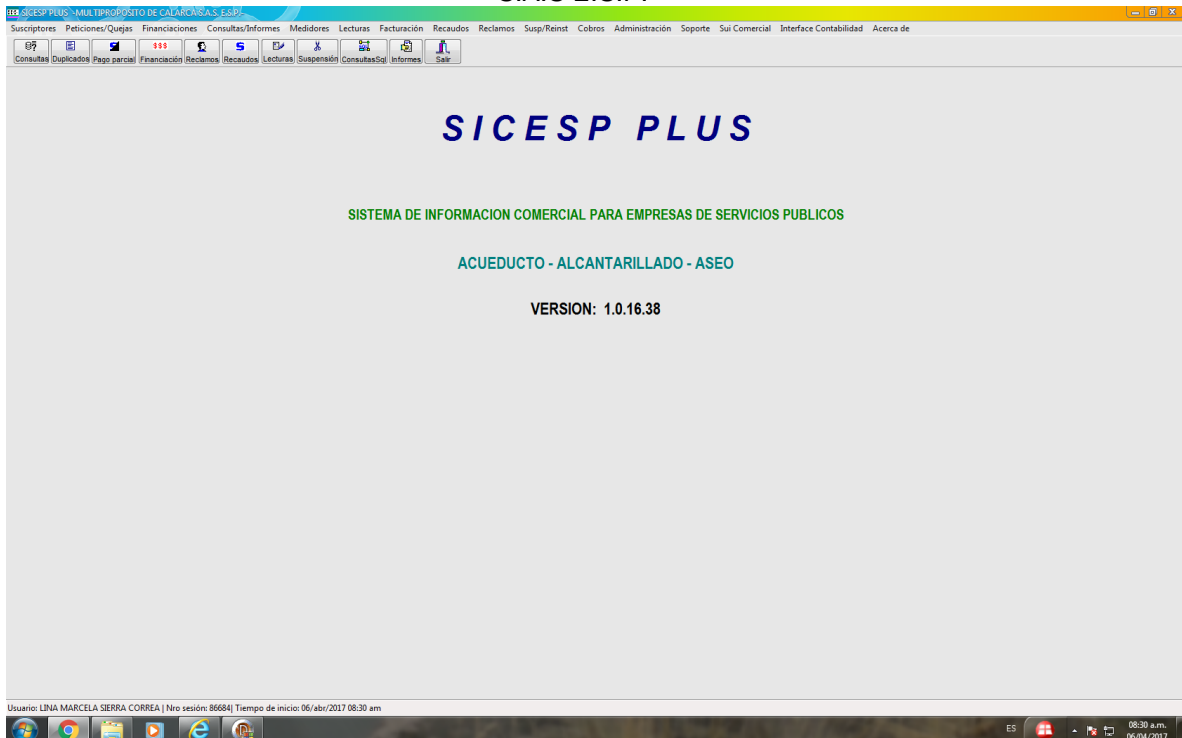 SICESP PLUS -MULTIPROPOSITO DE CALARCA S.A.S. E.S.P.-
Suscriptores Peticiones/Quejas Financiaciones Consultas/Informes Medidores Lecturas Facturación Recaudos Reclamos Susp/Reinst Cobros Administración Soporte Sui Comercial Interface Contabilidad Acerca de
Consultas Duplicados Pago parcial Financiación Reclamos Recaudos Lecturas Suspensión ConsultasSql Informes Salir
SICESP PLUS
SISTEMA DE INFORMACION COMERCIAL PARA EMPRESAS DE SERVICIOS PUBLICOS
ACUEDUCTO - ALCANTARILLADO - ASEO
VERSION: 1.0.16.38
Usuario: LINA MARCELA SIERRA CORREA | Nro sesión: 86684| Tiempo de inicio: 06/abr/2017 08:30 am
ES
08:30 a.m.
06/04/2017